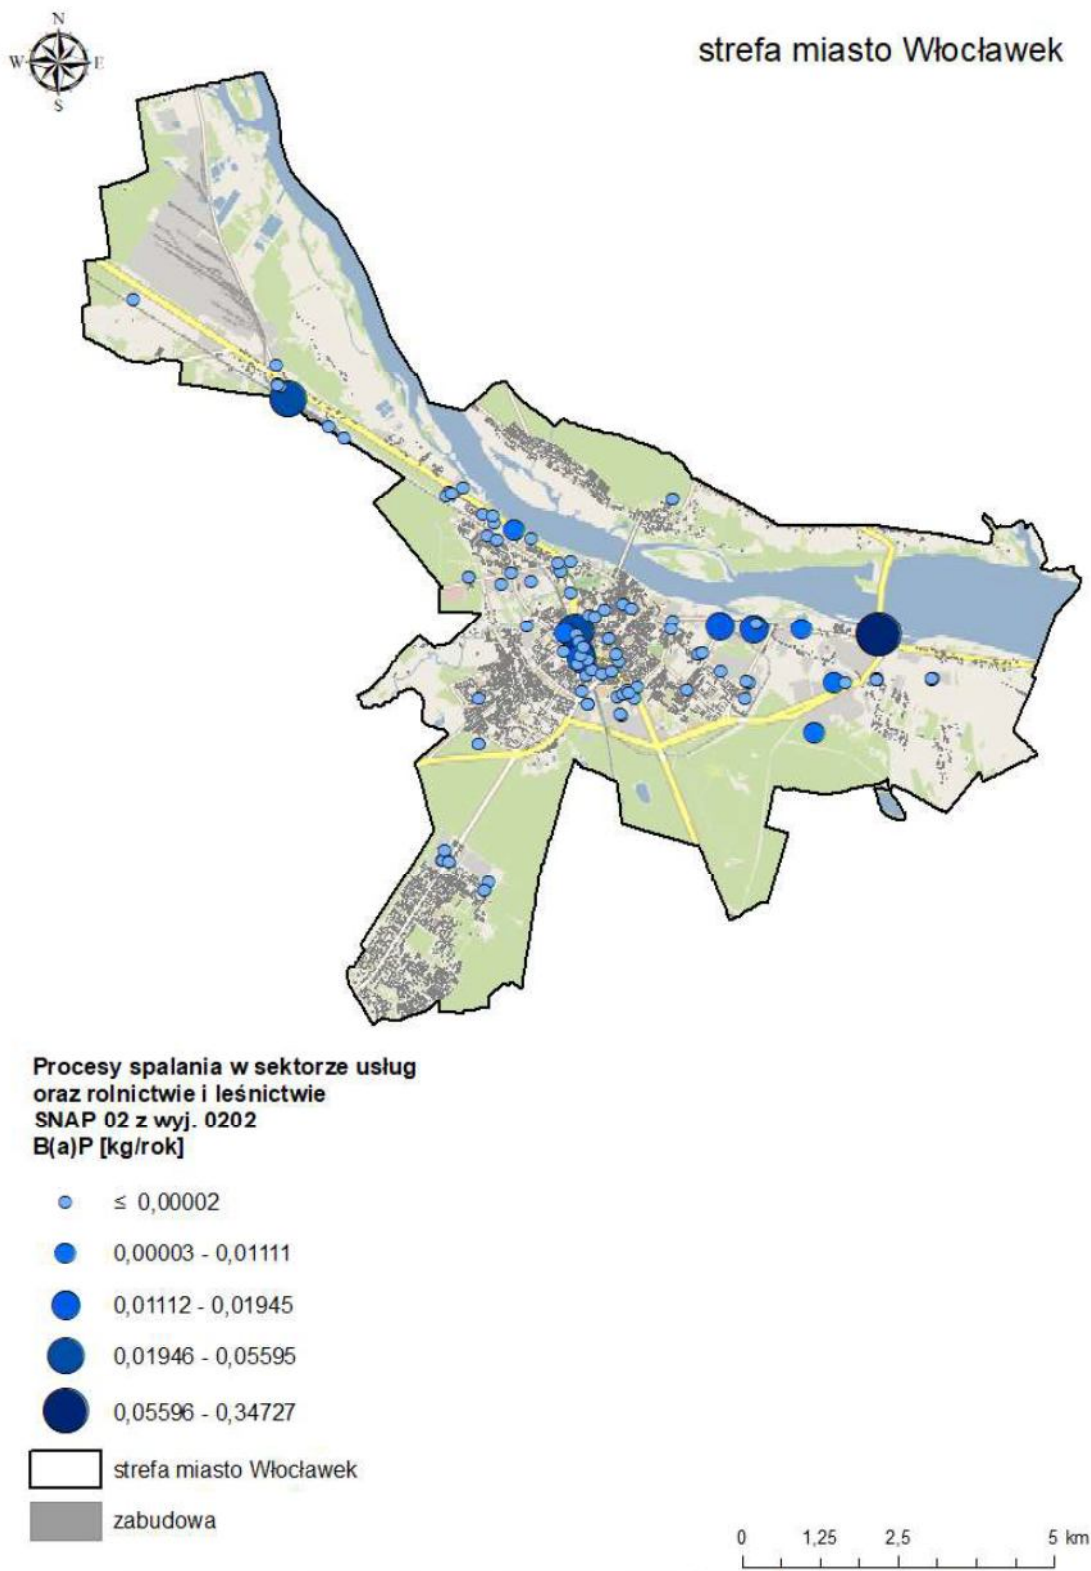 N
W E
S
strefa miasto Włocławek
Procesy spalania w sektorze usług
oraz rolnictwie i leśnictwie
SNAP 02 z wyj. 0202
B(a)P [kg/rok]
≤ 0,00002
0,00003 - 0,01111
0,01112 - 0,01945
0,01946 - 0,05595
0,05596 - 0,34727
strefa miasto Włocławek
zabudowa
0 1,25 2,5 5 km